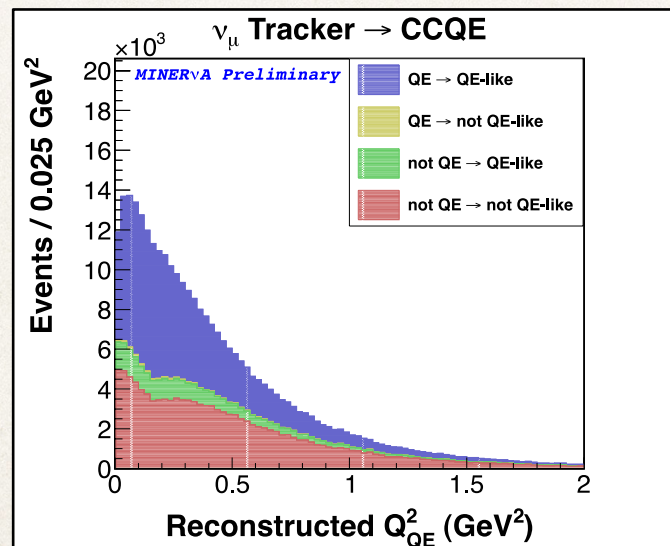 ν_μ Tracker → CCQE
×10³
MINERνA Preliminary
QE → QE-like
QE → not QE-like
not QE → QE-like
not QE → not QE-like
20
18
16
14
12
10
8
6
4
2
0
Events / 0.025 GeV²
0 0.5 1 1.5 2
Reconstructed Q²_QE (GeV²)